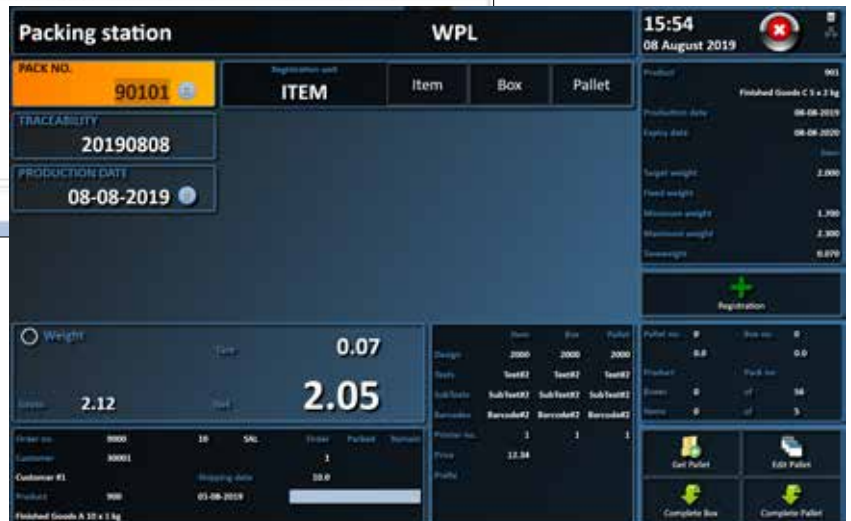 Packing station
WPL
15:54
08 August 2019
PACK NO.
90101
Registration unit
ITEM
Item
Box
Pallet
TRACEABILITY
20190808
PRODUCTION DATE
08-08-2019
Product 901
Finished Goods C 5 x 2 kg
Production date 08-08-2019
Expiry date 08-08-2020
Item
Target weight 2.000
Fixed weight
Minimum weight 1.700
Maximum weight 2.300
Tareweight 0.070
Registration
Weight
Tare 0.07
Gross 2.12
Net 2.05
Item Box Pallet
Design 2000 2000 2000
Texts Text#2 Text#2 Text#2
SubTexts SubText#2 SubText#2 SubText#2
Barcodes Barcode#2 Barcode#2 Barcode#2
Printer no. 1 1 1
Price 12.34
Prefix
Pallet no. 0 Box no. 0
0.0 0.0
Product Pack no
Boxes 0 of 56
Items 0 of 5
Order no. 0000 10 SAL Order Packed Remain
Customer 30001 1
Customer #1 Shipping date 10.0
Product 900 01-08-2019
Finished Goods A 10 x 1 kg
Get Pallet
Edit Pallet
Complete Box
Complete Pallet